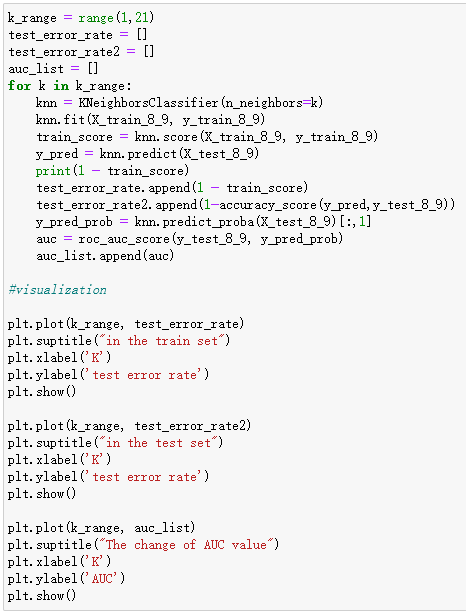 k_range = range(1,21)
test_error_rate = []
test_error_rate2 = []
auc_list = []
for k in k_range:
    knn = KNeighborsClassifier(n_neighbors=k)
    knn.fit(X_train_8_9, y_train_8_9)
    train_score = knn.score(X_train_8_9, y_train_8_9)
    y_pred = knn.predict(X_test_8_9)
    print(1 - train_score)
    test_error_rate.append(1 - train_score)
    test_error_rate2.append(1-accuracy_score(y_pred,y_test_8_9))
    y_pred_prob = knn.predict_proba(X_test_8_9)[:,1]
    auc = roc_auc_score(y_test_8_9, y_pred_prob)
    auc_list.append(auc)
#visualization
plt.plot(k_range, test_error_rate)
plt.suptitle("in the train set")
plt.xlabel('K')
plt.ylabel('test error rate')
plt.show()
plt.plot(k_range, test_error_rate2)
plt.suptitle("in the test set")
plt.xlabel('K')
plt.ylabel('test error rate')
plt.show()
plt.plot(k_range, auc_list)
plt.suptitle("The change of AUC value")
plt.xlabel('K')
plt.ylabel('AUC')
plt.show()